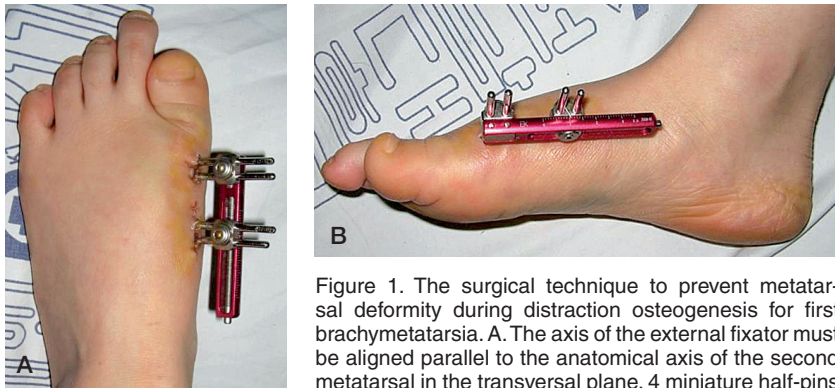 A
B
Figure 1. The surgical technique to prevent metatar-
sal deformity during distraction osteogenesis for first
brachymetatarsia. A. The axis of the external fixator must
be aligned parallel to the anatomical axis of the second
metatarsal in the transversal plane. 4 miniature half-pins